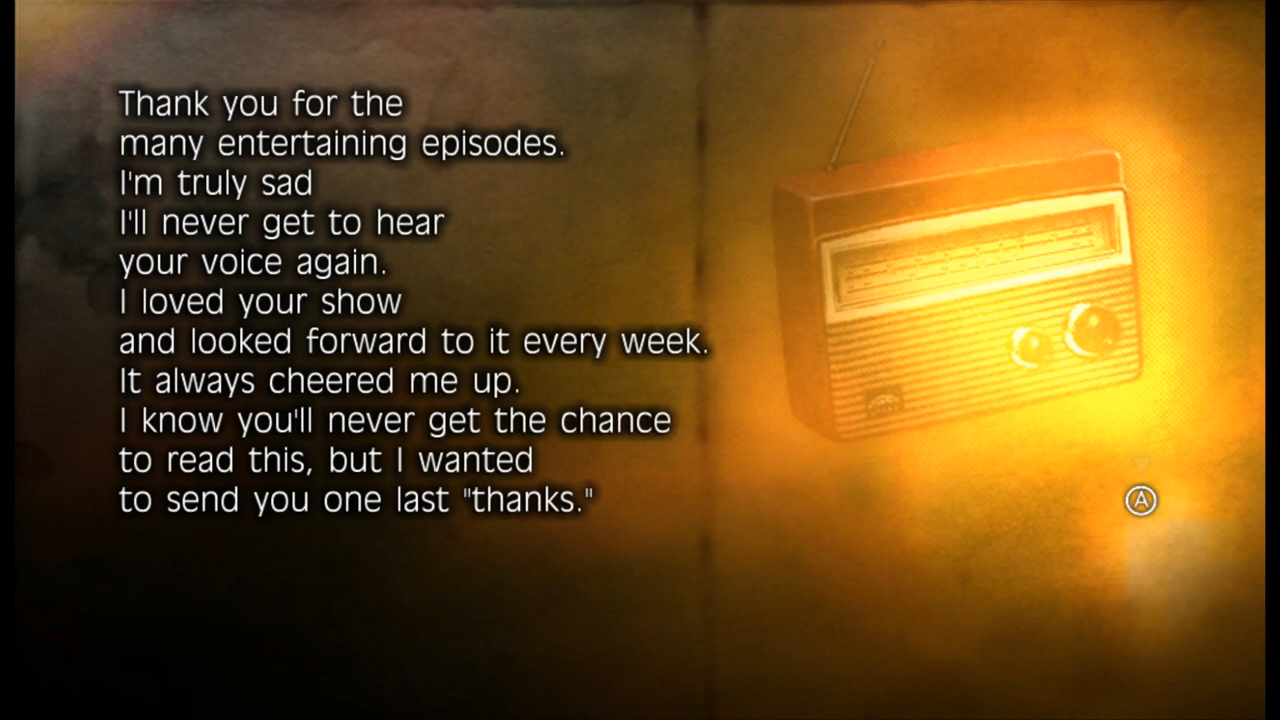 Thank you for the
many entertaining episodes.
I'm truly sad
I'll never get to hear
your voice again.
I loved your show
and looked forward to it every week.
It always cheered me up.
I know you'll never get the chance
to read this, but I wanted
to send you one last "thanks."
A